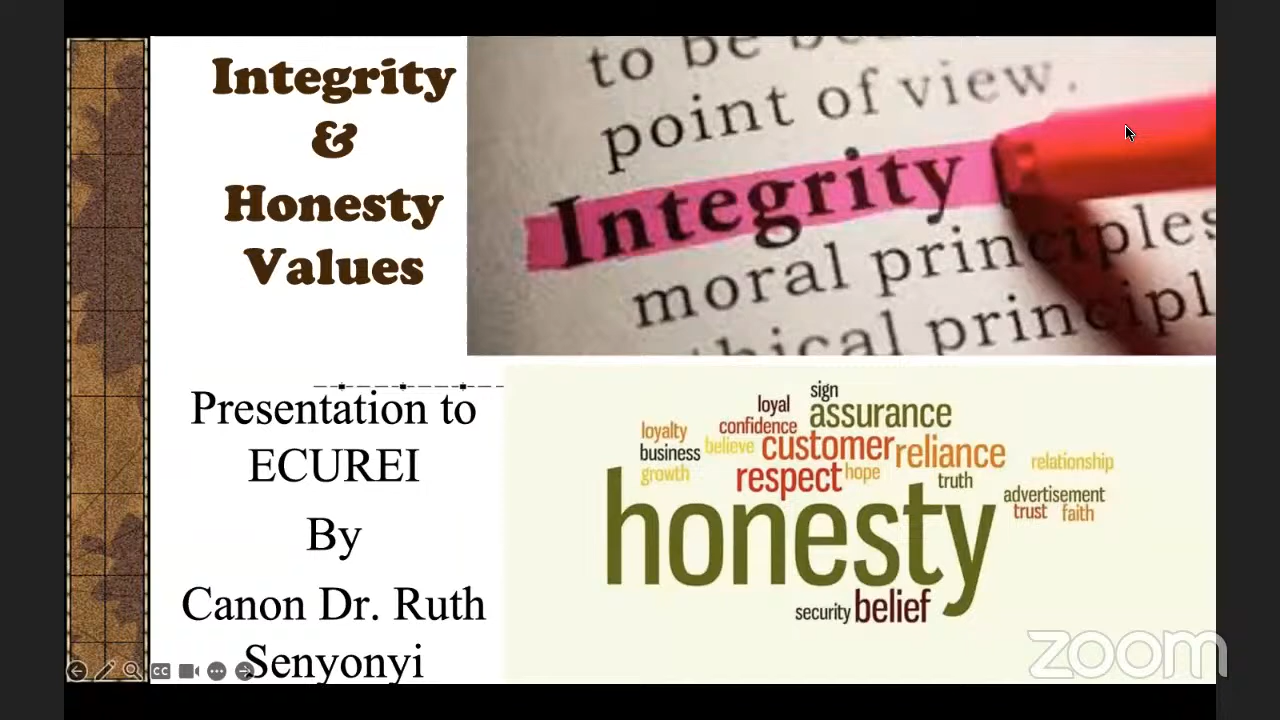 Integrity
&
Honesty
Values
to be
point of view.
Integrity
moral principles
principl
Presentation to
ECUREI
By
Canon Dr. Ruth
Senyonyi
sign
loyal assurance
loyalty confidence
business believe customer reliance relationship
growth respect hope truth
advertisement
honesty trust faith
security belief
CC
zoom